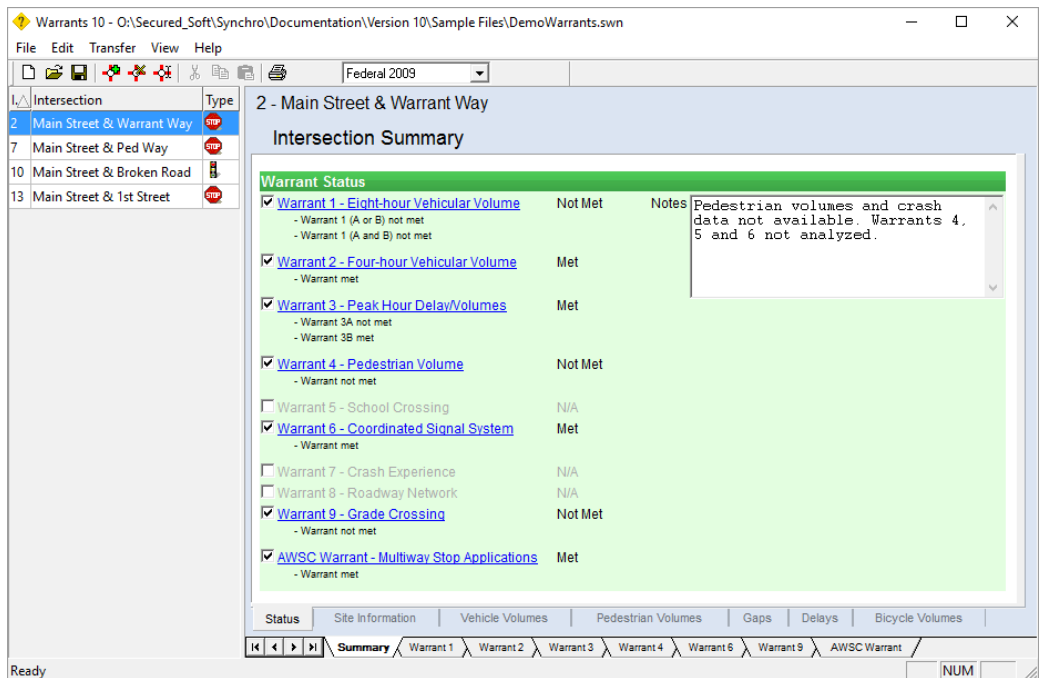 Warrants 10 - O:\Secured_Soft\Synchro\Documentation\Version 10\Sample Files\DemoWarrants.swn
File Edit Transfer View Help
Federal 2009
I. Intersection Type
2 Main Street & Warrant Way STOP
7 Main Street & Ped Way STOP
10 Main Street & Broken Road
13 Main Street & 1st Street STOP
2 - Main Street & Warrant Way
Intersection Summary
Warrant Status
Warrant 1 - Eight-hour Vehicular Volume Not Met
- Warrant 1 (A or B) not met
- Warrant 1 (A and B) not met
Warrant 2 - Four-hour Vehicular Volume Met
- Warrant met
Warrant 3 - Peak Hour Delay/Volumes Met
- Warrant 3A not met
- Warrant 3B met
Warrant 4 - Pedestrian Volume Not Met
- Warrant not met
Warrant 5 - School Crossing N/A
Warrant 6 - Coordinated Signal System Met
- Warrant met
Warrant 7 - Crash Experience N/A
Warrant 8 - Roadway Network N/A
Warrant 9 - Grade Crossing Not Met
- Warrant not met
AWSC Warrant - Multiway Stop Applications Met
- Warrant met
Notes
Pedestrian volumes and crash
data not available. Warrants 4,
5 and 6 not analyzed.
Status Site Information Vehicle Volumes Pedestrian Volumes Gaps Delays Bicycle Volumes
Summary Warrant 1 Warrant 2 Warrant 3 Warrant 4 Warrant 6 Warrant 9 AWSC Warrant
Ready NUM